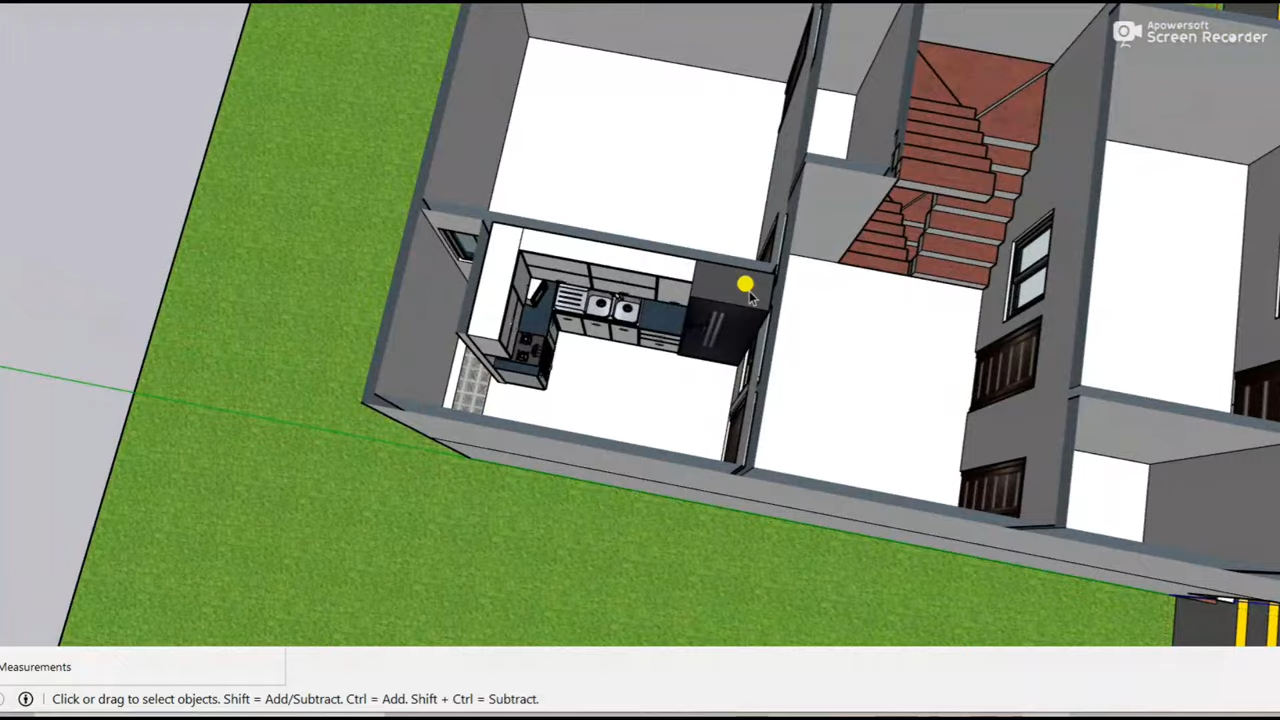 Apowersoft
Screen Recorder
Measurements
Click or drag to select objects. Shift = Add/Subtract. Ctrl = Add. Shift + Ctrl = Subtract.